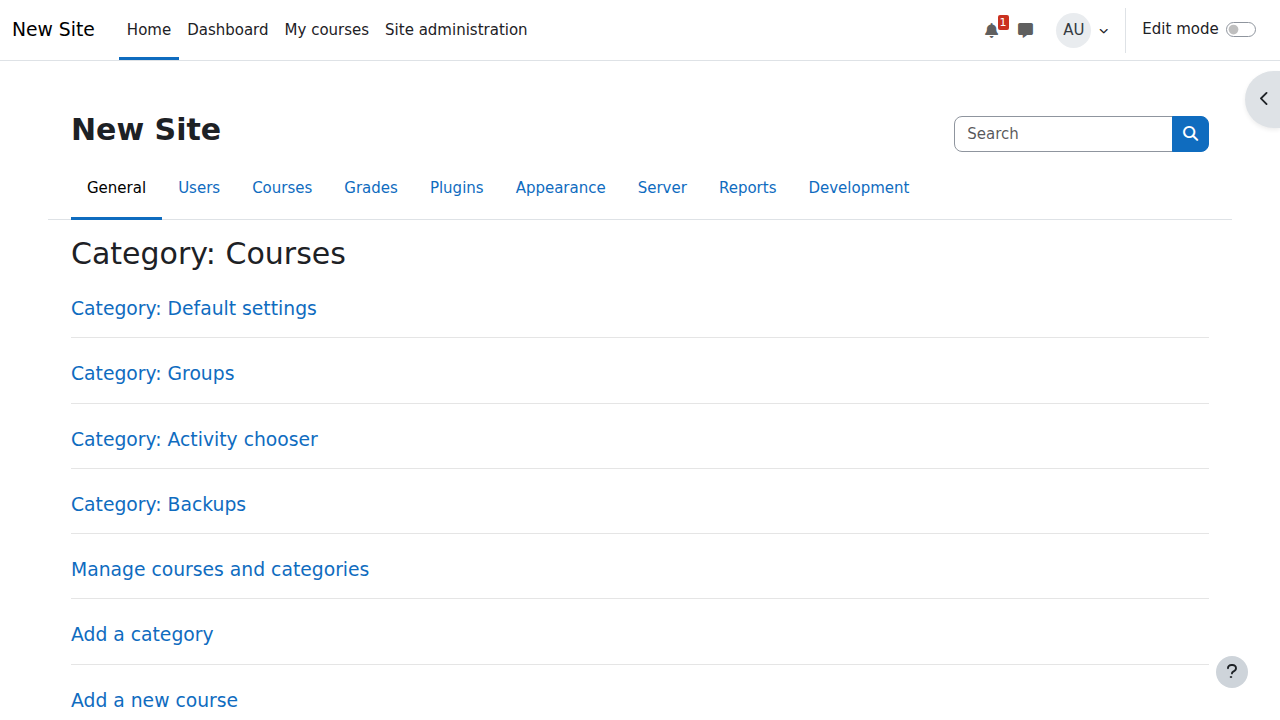 New Site
Home Dashboard My courses Site administration
1
AU
Edit mode
New Site
Search
General Users Courses Grades Plugins Appearance Server Reports Development
Category: Courses
Category: Default settings
Category: Groups
Category: Activity chooser
Category: Backups
Manage courses and categories
Add a category
?
Add a new course